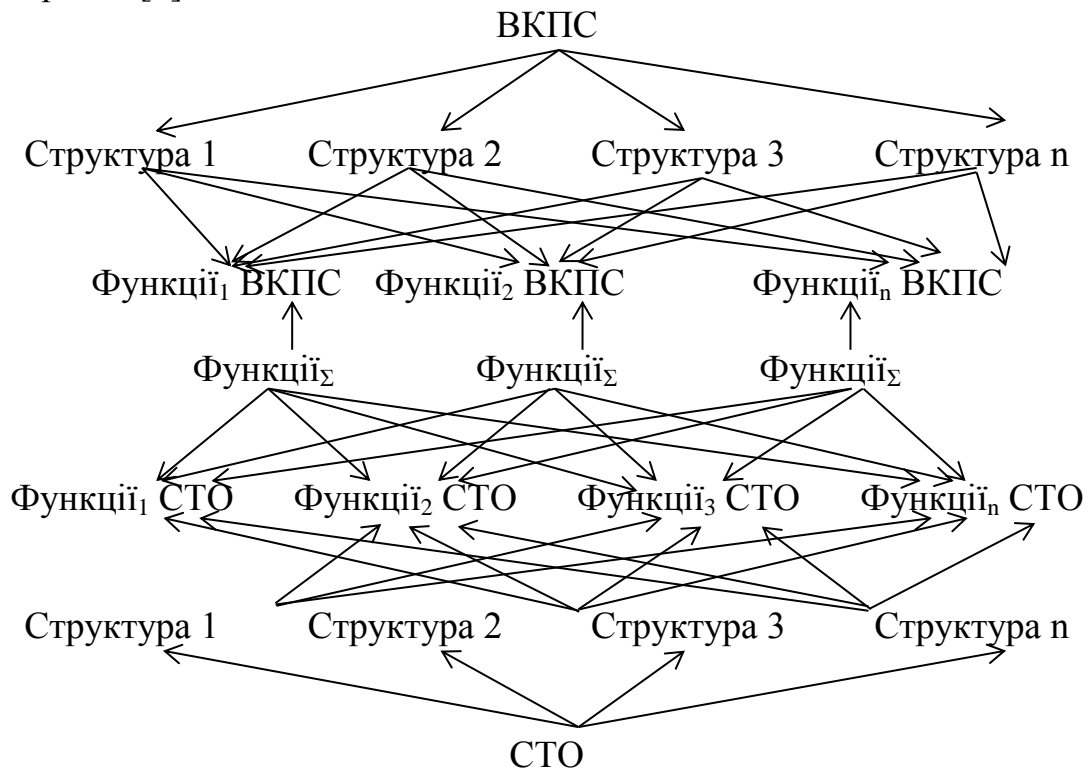 ВКПС
Структура 1 Структура 2 Структура 3 Структура n
Функції₁ ВКПС Функції₂ ВКПС Функціїₙ ВКПС
Функції_Σ Функції_Σ Функції_Σ
Функції₁ СТО Функції₂ СТО Функції₃ СТО Функціїₙ СТО
Структура 1 Структура 2 Структура 3 Структура n
СТО